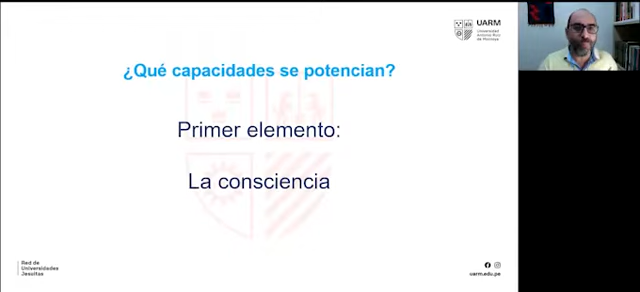 UARM
Universidad
Antonio Ruiz
de Montoya
¿Qué capacidades se potencian?
Primer elemento:
La consciencia
Red de
Universidades
Jesuitas
uarm.edu.pe